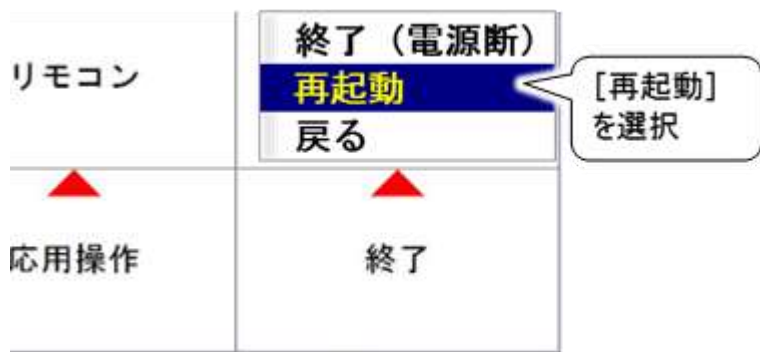 リモコン
終了（電源断）
再起動
戻る
［再起動］
を選択
応用操作
終了